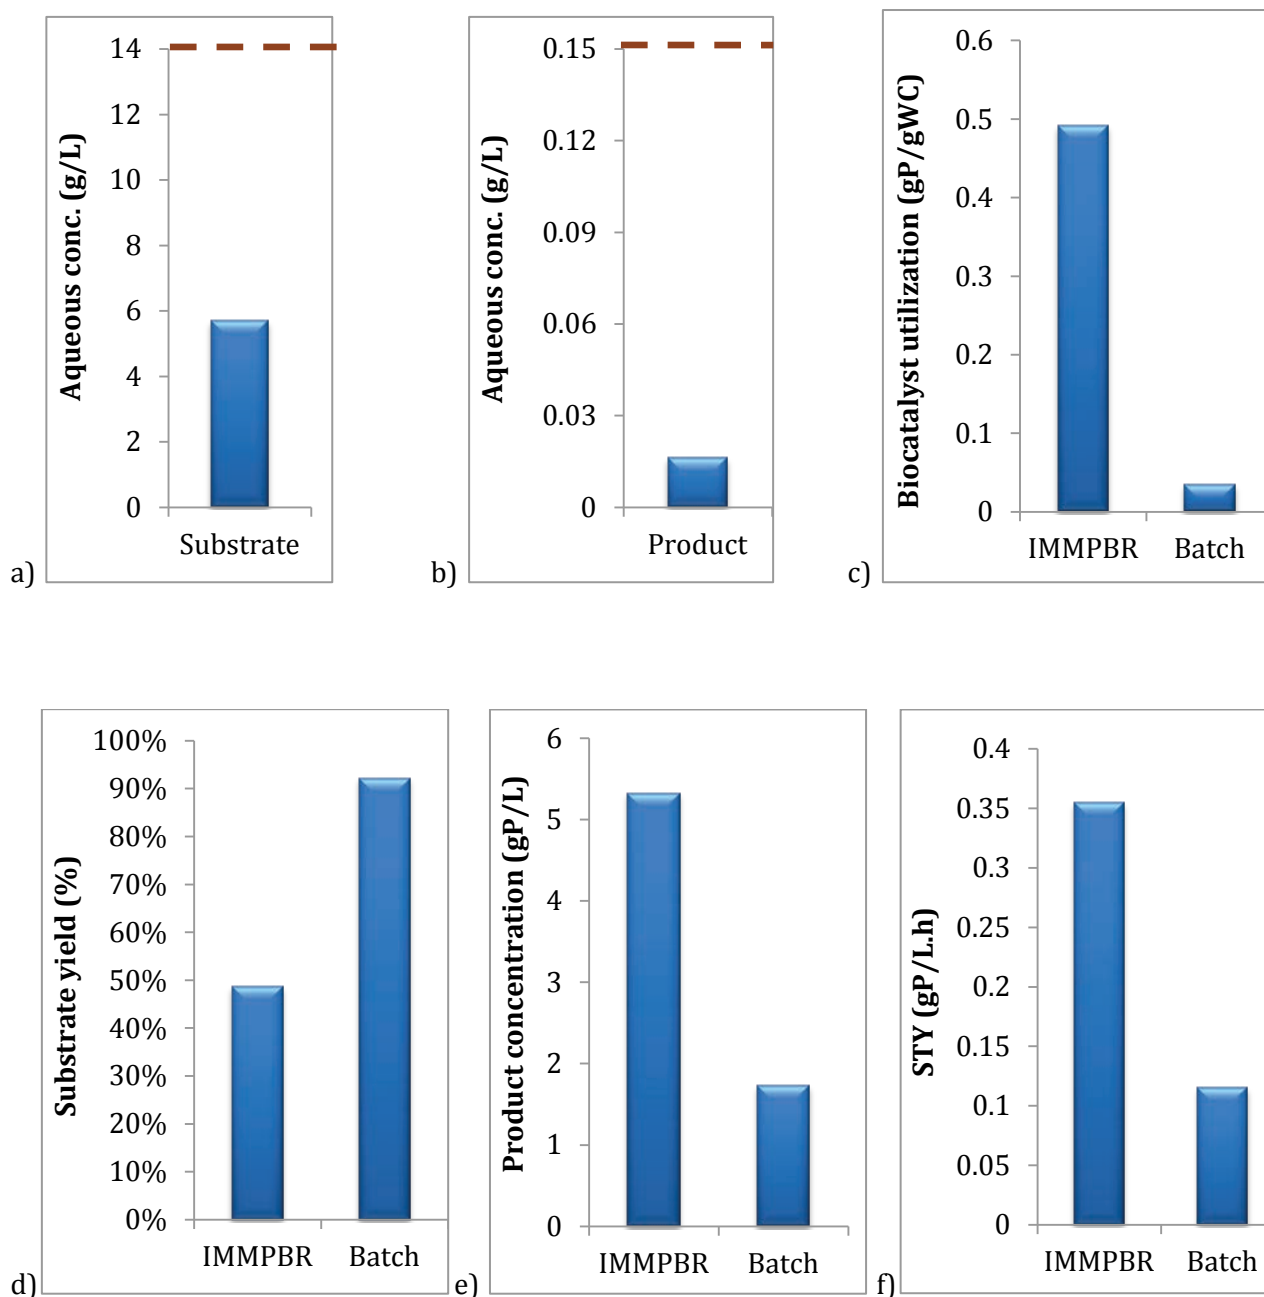 Aqueous conc. (g/L)
14
12
10
8
6
4
2
0
Substrate
a)
Aqueous conc. (g/L)
0.15
0.12
0.09
0.06
0.03
0
Product
b)
Biocatalyst utilization (gP/gWC)
0.6
0.5
0.4
0.3
0.2
0.1
0
IMMPBR Batch
c)
Substrate yield (%)
100%
90%
80%
70%
60%
50%
40%
30%
20%
10%
0%
IMMPBR Batch
d)
Product concentration (gP/L)
6
5
4
3
2
1
0
IMMPBR Batch
e)
STY (gP/L.h)
0.4
0.35
0.3
0.25
0.2
0.15
0.1
0.05
0
IMMPBR Batch
f)